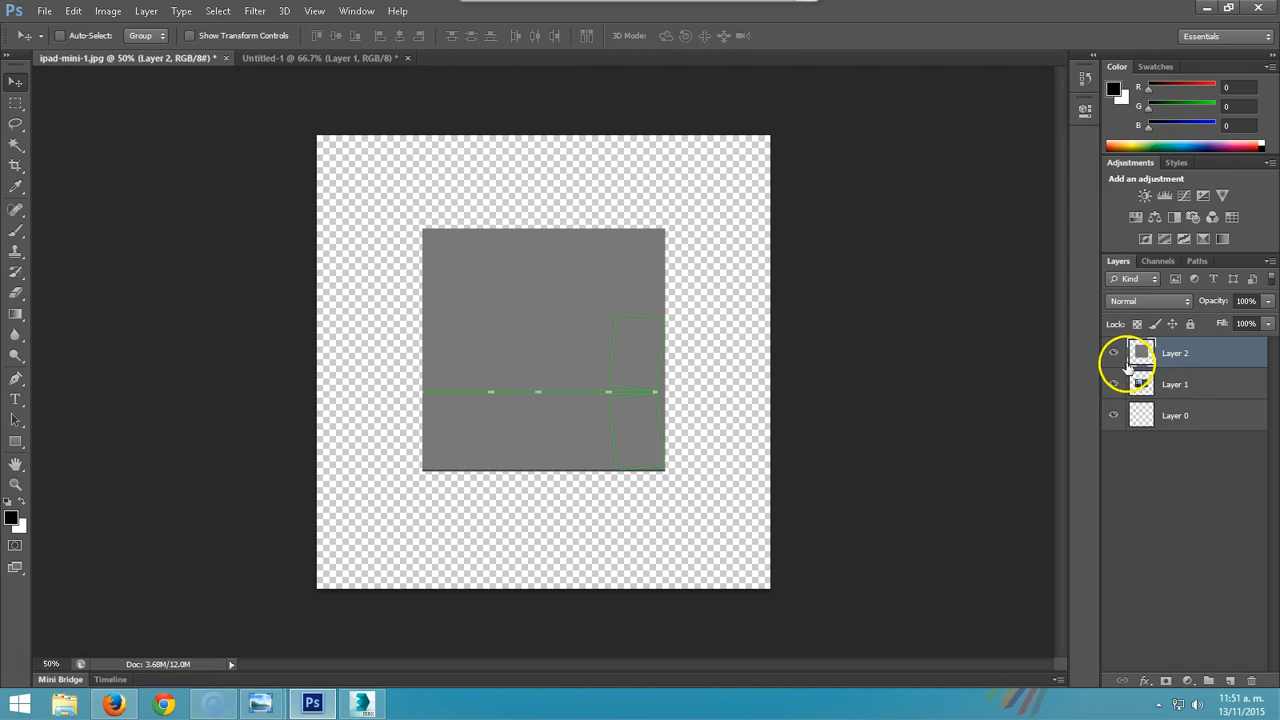 Ps File Edit Image Layer Type Select Filter 3D View Window Help
Auto-Select: Group Show Transform Controls 3D Mode: Essentials
ipad-mini-1.jpg @ 50% (Layer 2, RGB/8#) * × Untitled-1 @ 66.7% (Layer 1, RGB/8) * ×
Color Swatches
R 0
G 0
B 0
Adjustments Styles
Add an adjustment
Layers Channels Paths
Kind
Normal Opacity: 100%
Lock: Fill: 100%
Layer 2
Layer 1
Layer 0
50% Doc: 3.68M/12.0M
Mini Bridge Timeline
Ps
MAX
11:51 a. m.
13/11/2015